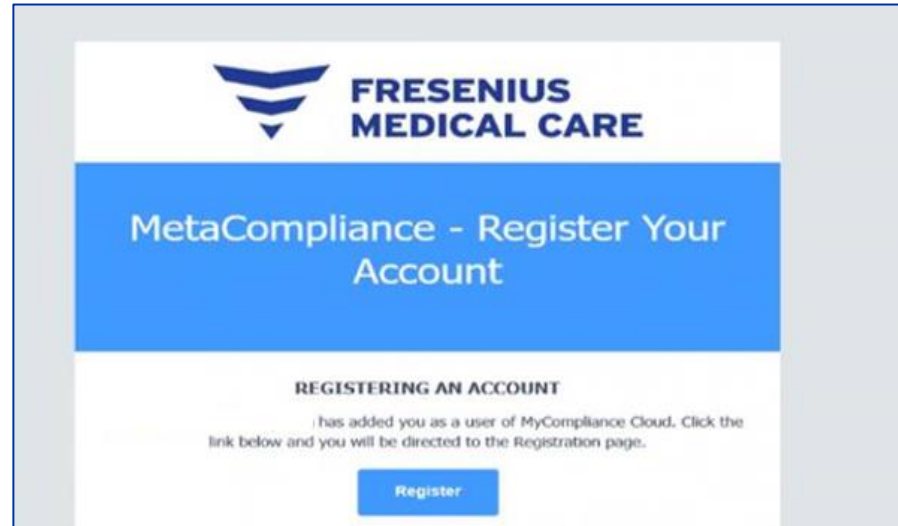 FRESENIUS
MEDICAL CARE
MetaCompliance - Register Your
Account
REGISTERING AN ACCOUNT
has added you as a user of MyCompliance Cloud. Click the
link below and you will be directed to the Registration page.
Register